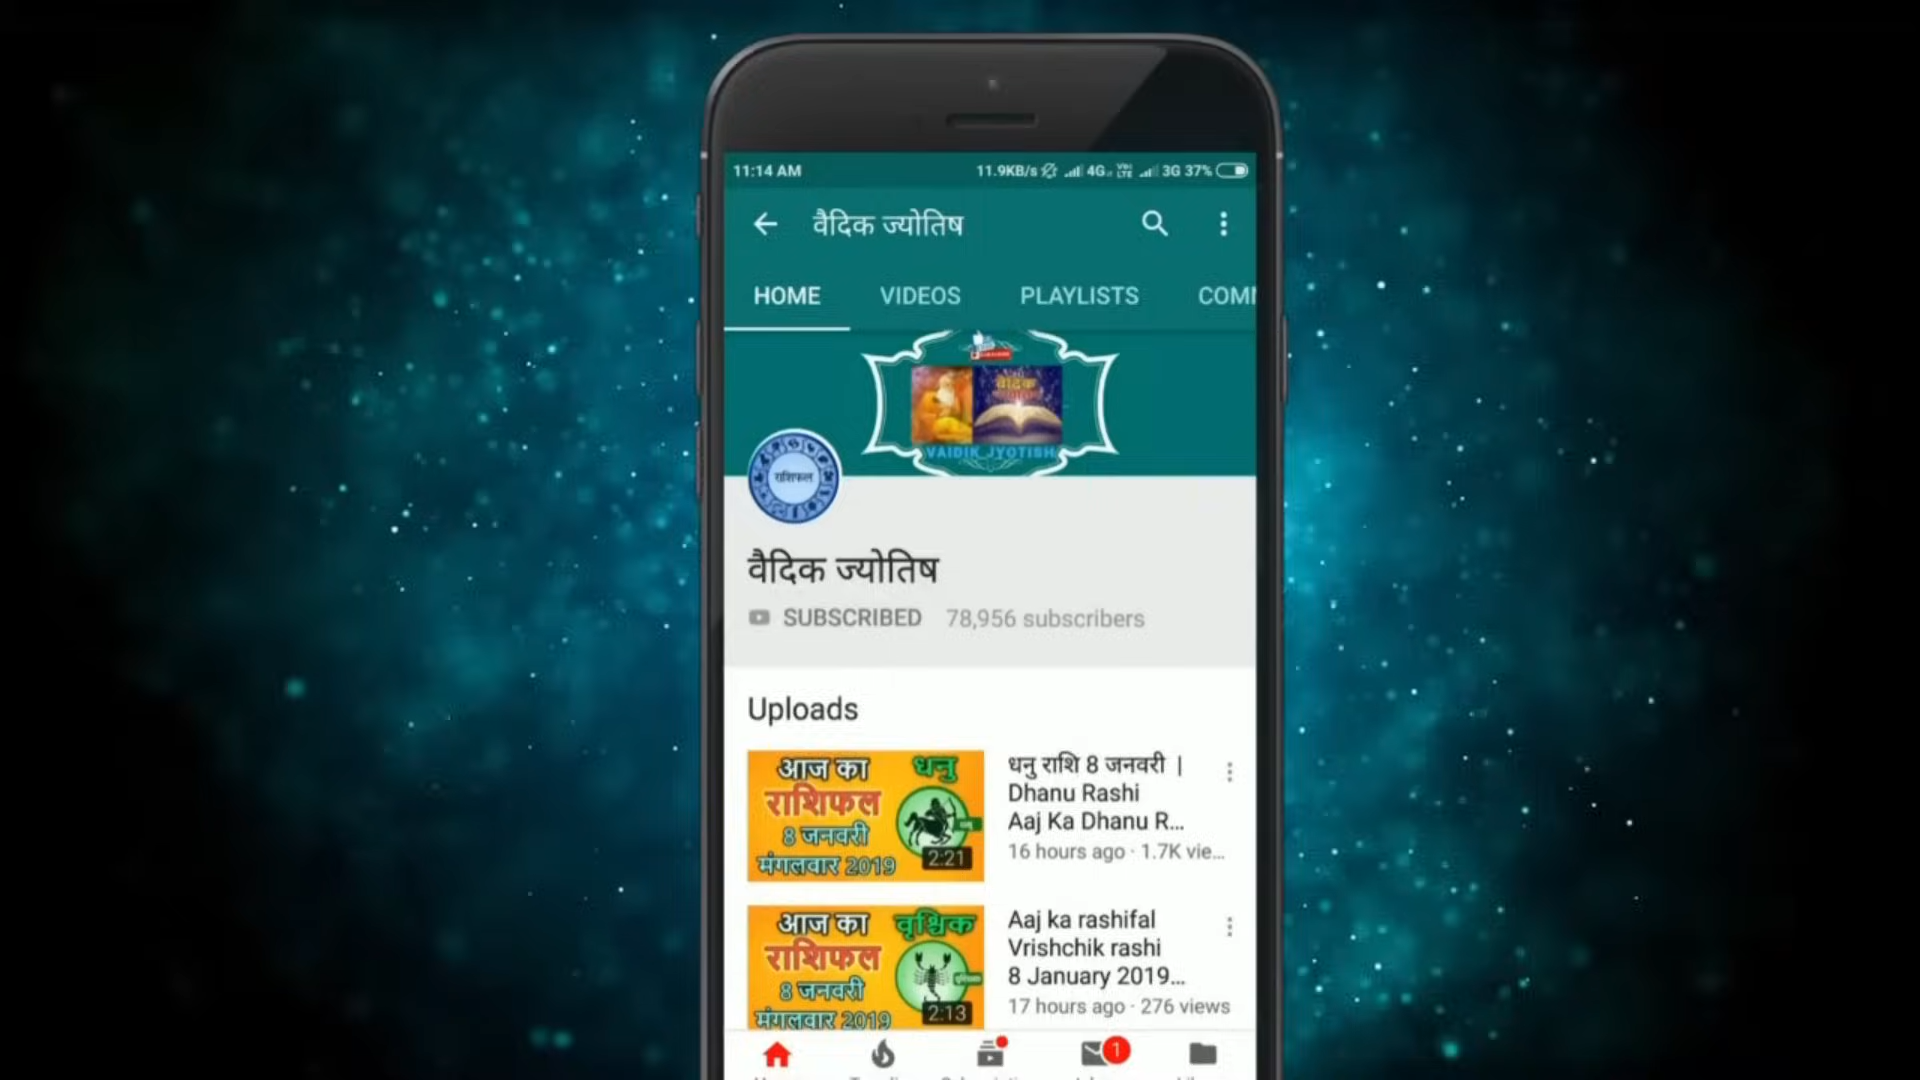 11:14 AM 11.9KB/s 4G VoLTE 3G 37%
वैदिक ज्योतिष
HOME VIDEOS PLAYLISTS COMM
वैदिक
VAIDIK JYOTISH
राशिफल
वैदिक ज्योतिष
SUBSCRIBED 78,956 subscribers
Uploads
आज का धनु
राशिफल
8 जनवरी
मंगलवार 2019
2:21
धनु राशि 8 जनवरी |
Dhanu Rashi
Aaj Ka Dhanu R...
16 hours ago · 1.7K vie...
आज का वृश्चिक
राशिफल
8 जनवरी
मंगलवार 2019
2:13
Aaj ka rashifal
Vrishchik rashi
8 January 2019...
17 hours ago · 276 views
1